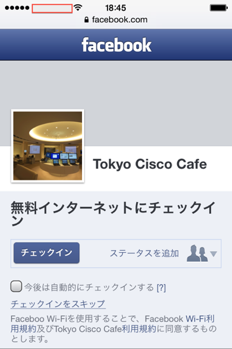 18:45
facebook.com
facebook
Tokyo Cisco Cafe
無料インターネットにチェックイ
ン
チェックイン ステータスを追加
今後は自動的にチェックインする [?]
チェックインをスキップ
Faceboo Wi-Fiを使用することで、Facebook Wi-Fi利
用規約及びTokyo Cisco Cafe利用規約に同意するもの
とします。